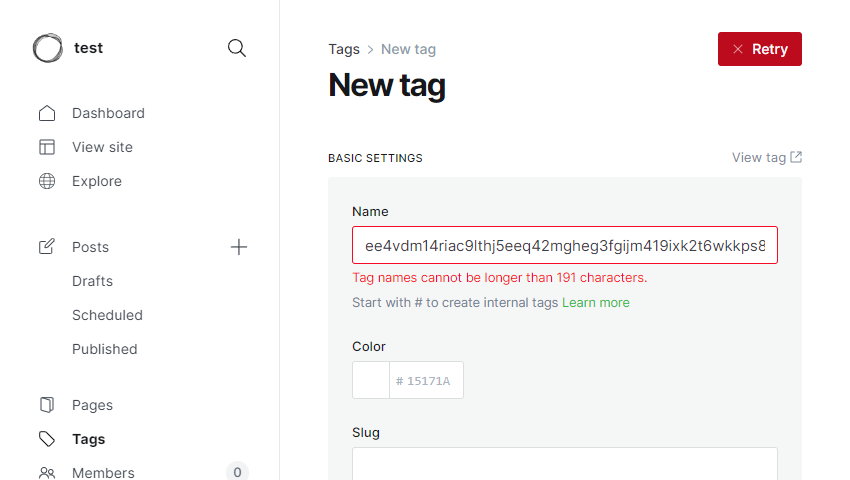 test
Dashboard
View site
Explore
Posts
Drafts
Scheduled
Published
Pages
Tags
Members 0
Tags > New tag
Retry
New tag
BASIC SETTINGS
View tag
Name
ee4vdm14riac9lthj5eeq42mgheg3fgijm419ixk2t6wkkps8
Tag names cannot be longer than 191 characters.
Start with # to create internal tags Learn more
Color
# 15171A
Slug